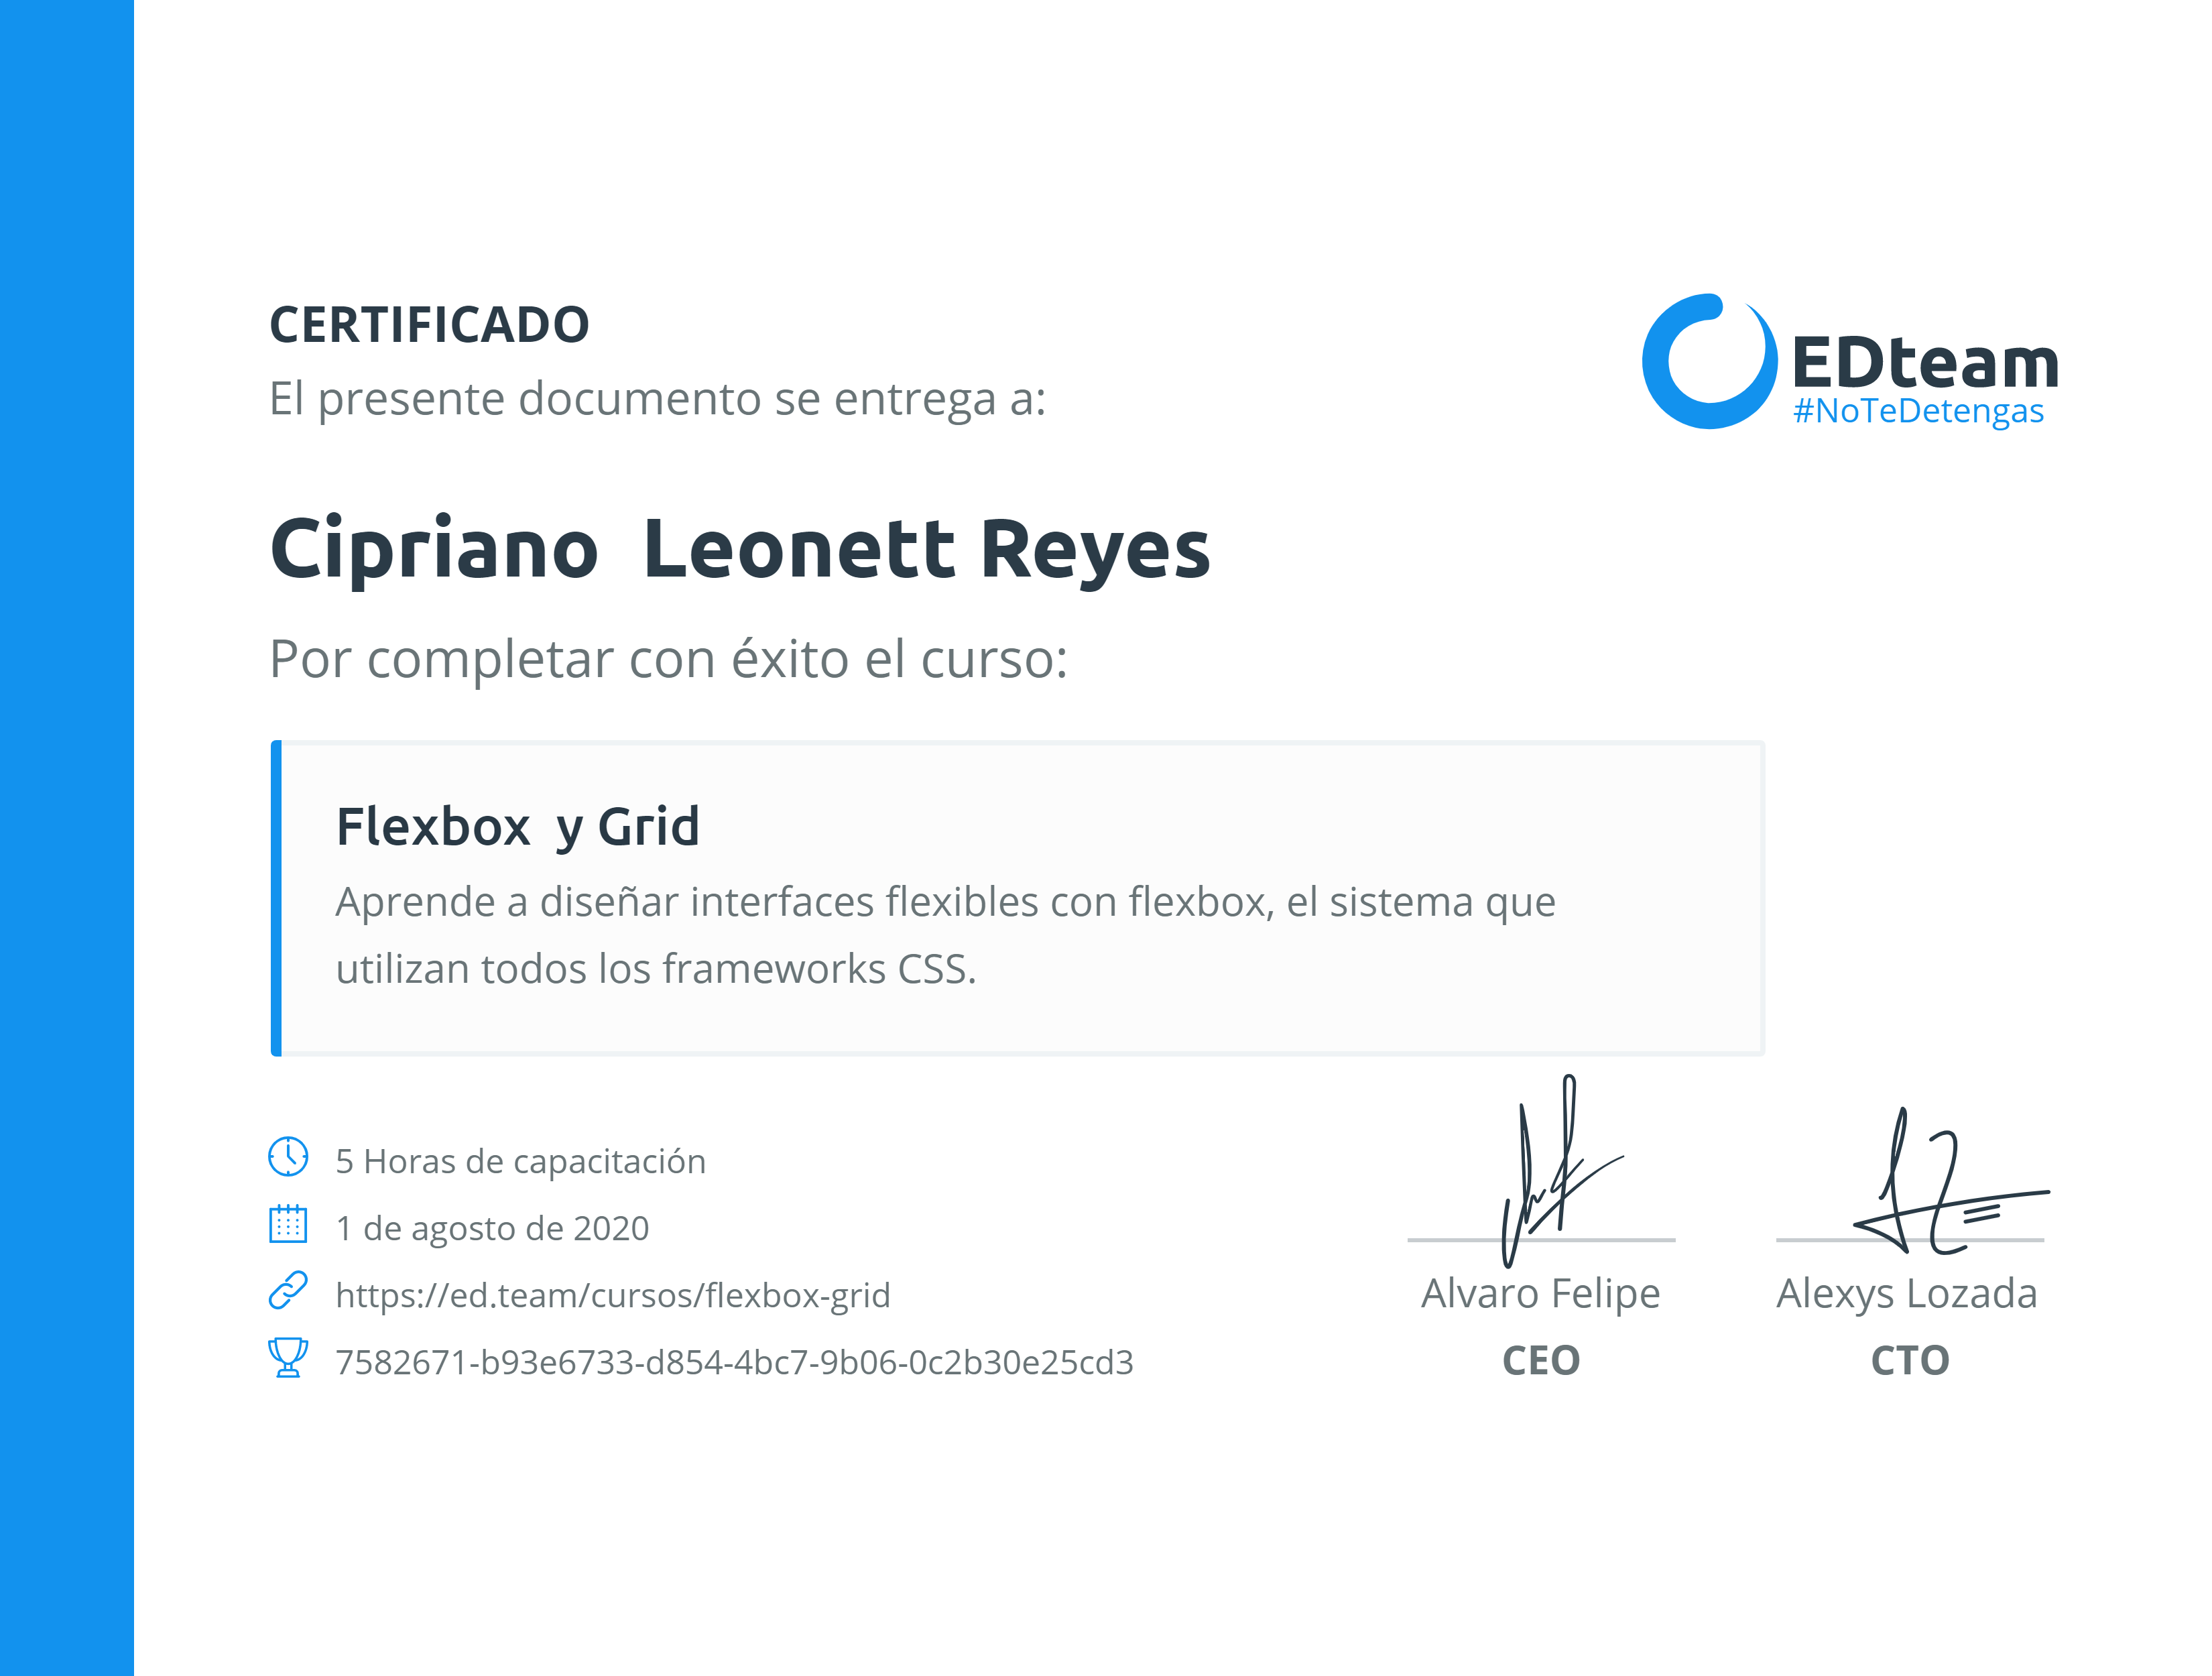 CERTIFICADO
El presente documento se entrega a:
EDteam
#NoTeDetengas
Cipriano  Leonett Reyes
Por completar con éxito el curso:
Flexbox  y Grid
Aprende a diseñar interfaces flexibles con flexbox, el sistema que
utilizan todos los frameworks CSS.
5 Horas de capacitación
1 de agosto de 2020
https://ed.team/cursos/flexbox-grid
7582671-b93e6733-d854-4bc7-9b06-0c2b30e25cd3
Alvaro Felipe
CEO
Alexys Lozada
CTO